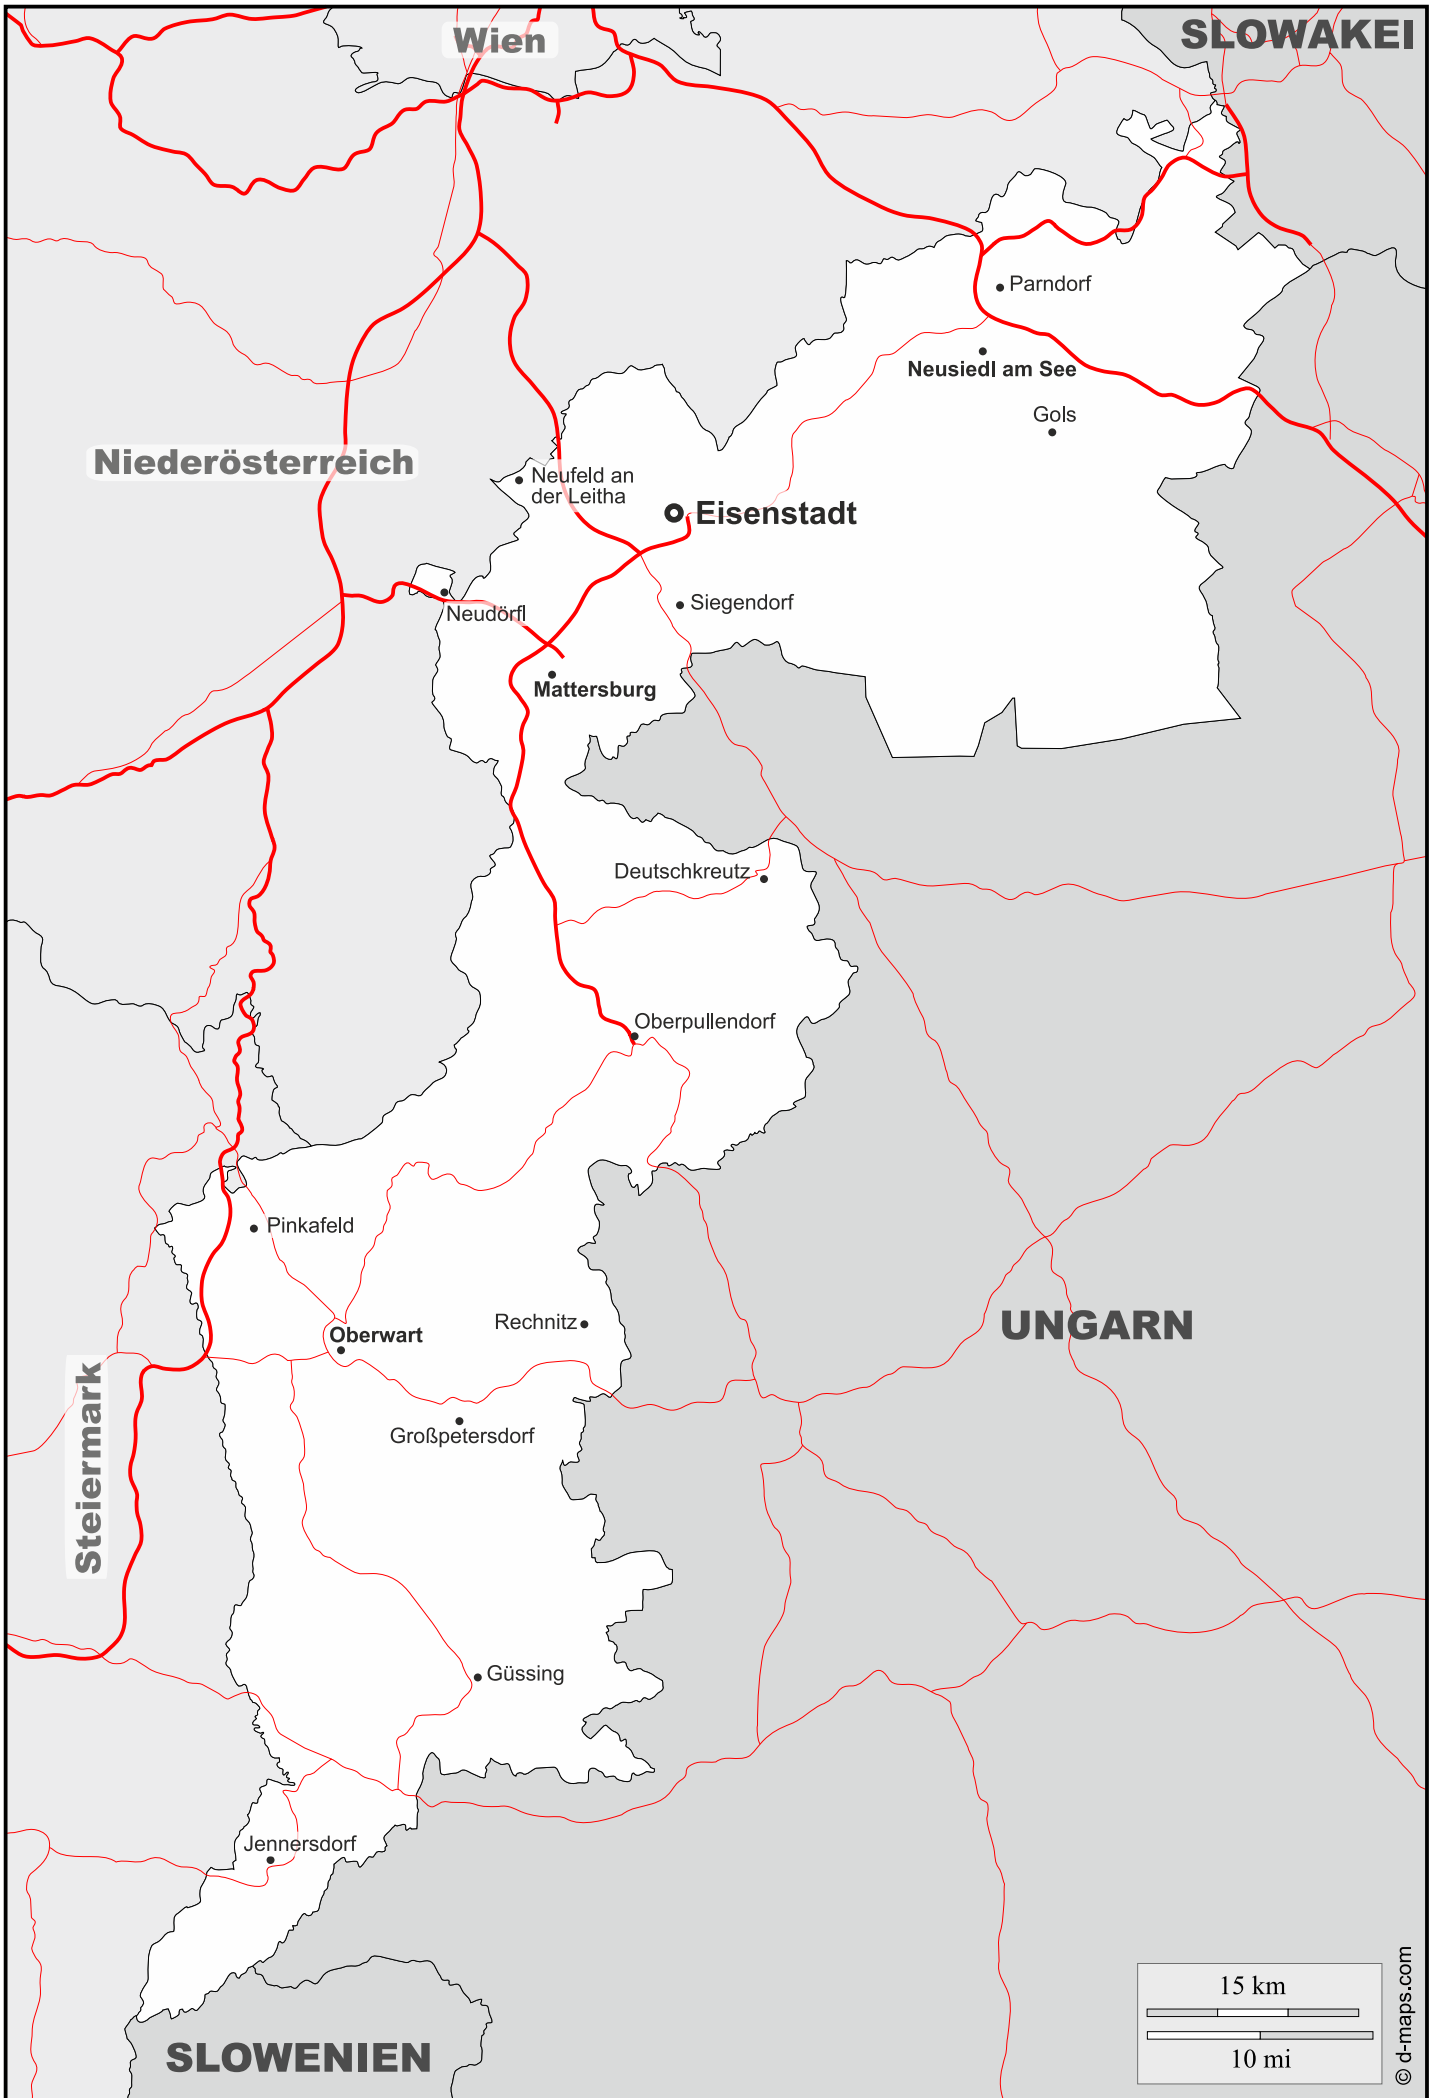 SLOWAKEI
Wien
Parndorf
Neusiedl am See
Gols
Niederösterreich
Neufeld an
der Leitha
Eisenstadt
Siegendorf
Neudörfl
Mattersburg
Deutschkreutz
Oberpullendorf
Pinkafeld
Rechnitz
Oberwart
UNGARN
Steiermark
Großpetersdorf
Güssing
Jennersdorf
SLOWENIEN
15 km
10 mi
© d-maps.com